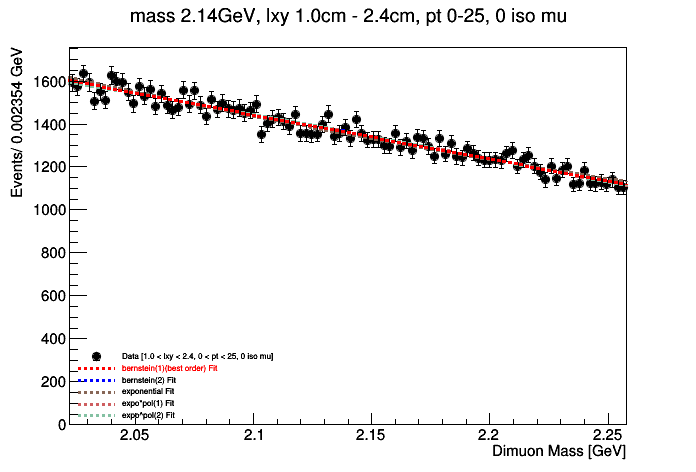 mass 2.14GeV, lxy 1.0cm - 2.4cm, pt 0-25, 0 iso mu
Events/ 0.002354 GeV
1600
1400
1200
1000
800
600
400
200
0
Data [1.0 < lxy < 2.4, 0 < pt < 25, 0 iso mu]
bernstein(1)(best order) Fit
bernstein(2) Fit
exponential Fit
expo*pol(1) Fit
expp^pol(2) Fit
2.05 2.1 2.15 2.2 2.25
Dimuon Mass [GeV]